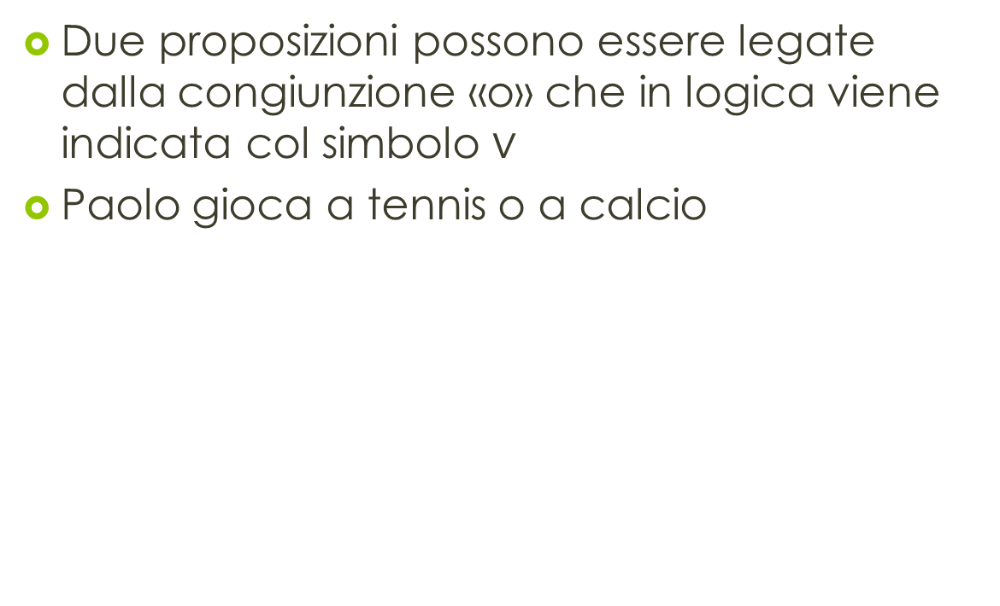 Due proposizioni possono essere legate
dalla congiunzione «o» che in logica viene
indicata col simbolo ∨
Paolo gioca a tennis o a calcio